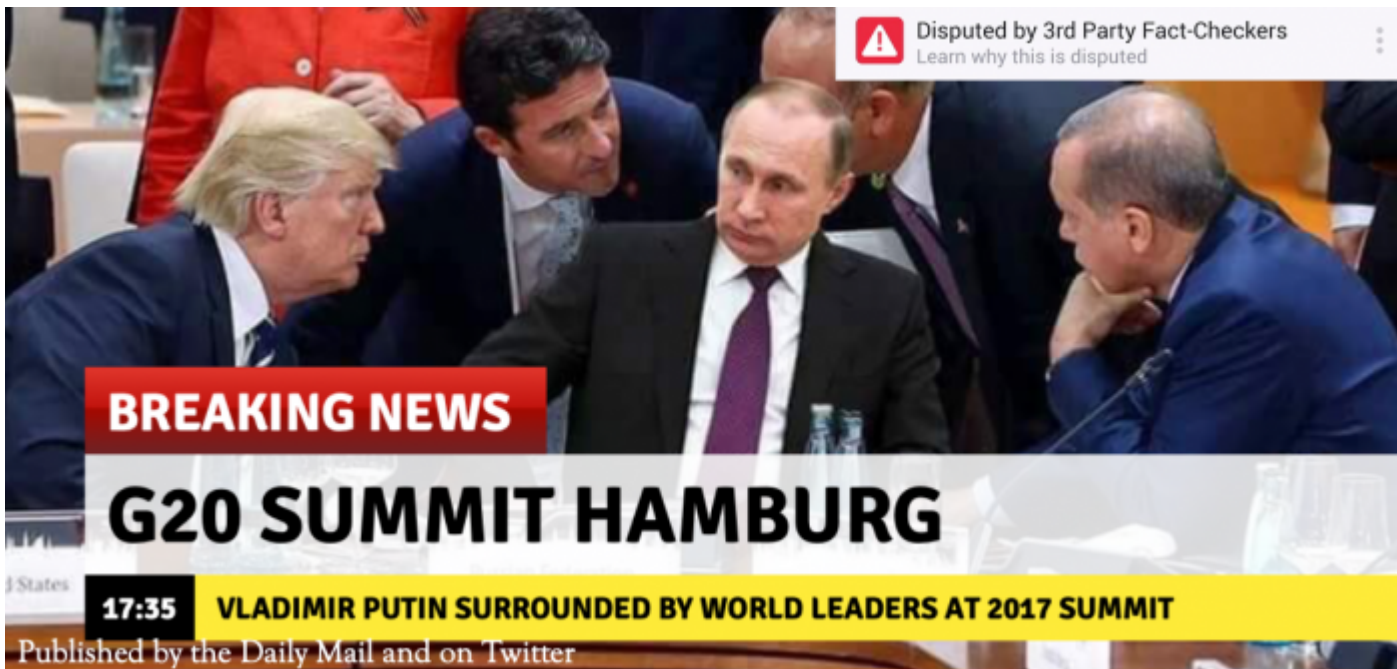 Disputed by 3rd Party Fact-Checkers
Learn why this is disputed
BREAKING NEWS
G20 SUMMIT HAMBURG
d States
17:35 VLADIMIR PUTIN SURROUNDED BY WORLD LEADERS AT 2017 SUMMIT
Published by the Daily Mail and on Twitter